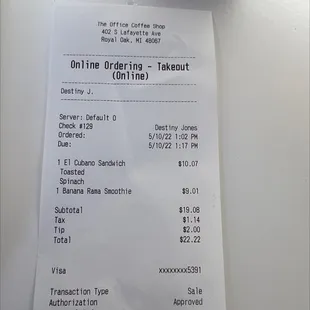 The Office Coffee Shop
402 S Lafayette Ave
Royal Oak, MI 48067
Online Ordering - Takeout
(Online)
Destiny J.
Server: Default O
Check #129 Destiny Jones
Ordered: 5/10/22 1:02 PM
Due: 5/10/22 1:17 PM
1 El Cubano Sandwich $10.07
Toasted
Spinach
1 Banana Rama Smoothie $9.01
Subtotal $19.08
Tax $1.14
Tip $2.00
Total $22.22
Visa xxxxxxxx5391
Transaction Type Sale
Authorization Approved